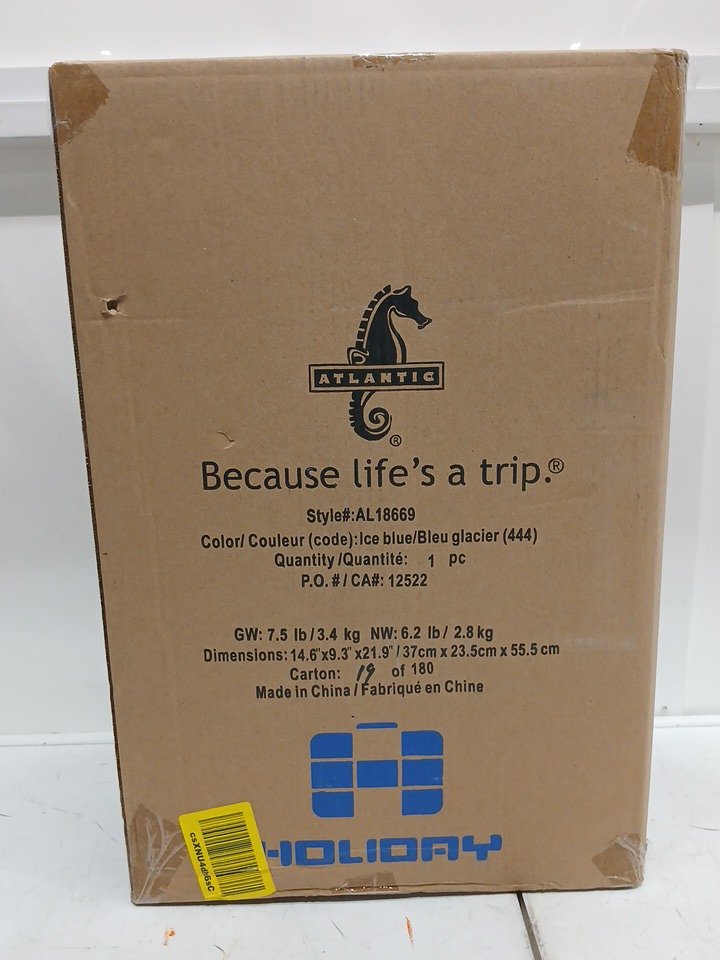 ATLANTIC
®
Because life's a trip.®
Style#:AL18669
Color/ Couleur (code):Ice blue/Bleu glacier (444)
Quantity /Quantité: 1 pc
P.O. # / CA#: 12522
GW: 7.5 lb/3.4 kg NW: 6.2 lb/ 2.8 kg
Dimensions: 14.6"x9.3" x21.9" / 37cm x 23.5cm x 55.5 cm
Carton: 19 of 180
Made in China / Fabriqué en Chine
HOLIDAY